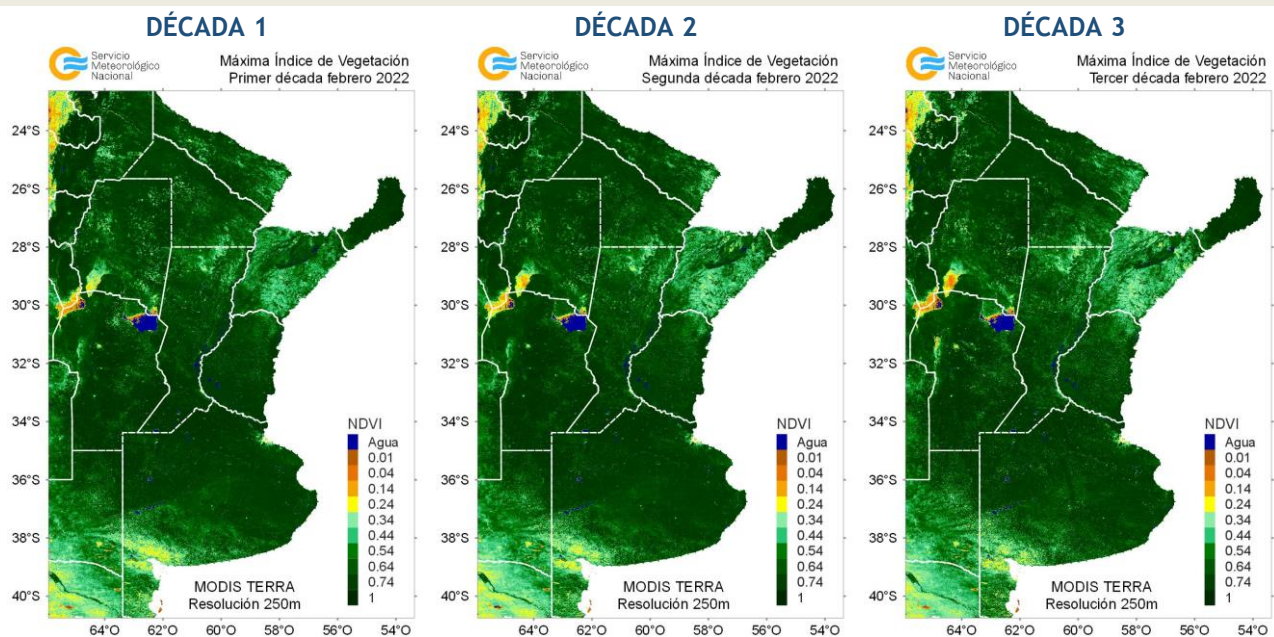 DÉCADA 1
Servicio
Meteorológico
Nacional
Máxima Índice de Vegetación
Primer década febrero 2022
24°S
26°S
28°S
30°S
32°S
34°S
36°S
38°S
40°S
NDVI
Agua
0.01
0.04
0.14
0.24
0.34
0.44
0.54
0.64
0.74
1
MODIS TERRA
Resolución 250m
64°O
62°O
60°O
58°O
56°O
54°O
DÉCADA 2
Servicio
Meteorológico
Nacional
Máxima Índice de Vegetación
Segunda década febrero 2022
24°S
26°S
28°S
30°S
32°S
34°S
36°S
38°S
40°S
NDVI
Agua
0.01
0.04
0.14
0.24
0.34
0.44
0.54
0.64
0.74
1
MODIS TERRA
Resolución 250m
64°O
62°O
60°O
58°O
56°O
54°O
DÉCADA 3
Servicio
Meteorológico
Nacional
Máxima Índice de Vegetación
Tercer década febrero 2022
24°S
26°S
28°S
30°S
32°S
34°S
36°S
38°S
40°S
NDVI
Agua
0.01
0.04
0.14
0.24
0.34
0.44
0.54
0.64
0.74
1
MODIS TERRA
Resolución 250m
64°O
62°O
60°O
58°O
56°O
54°O